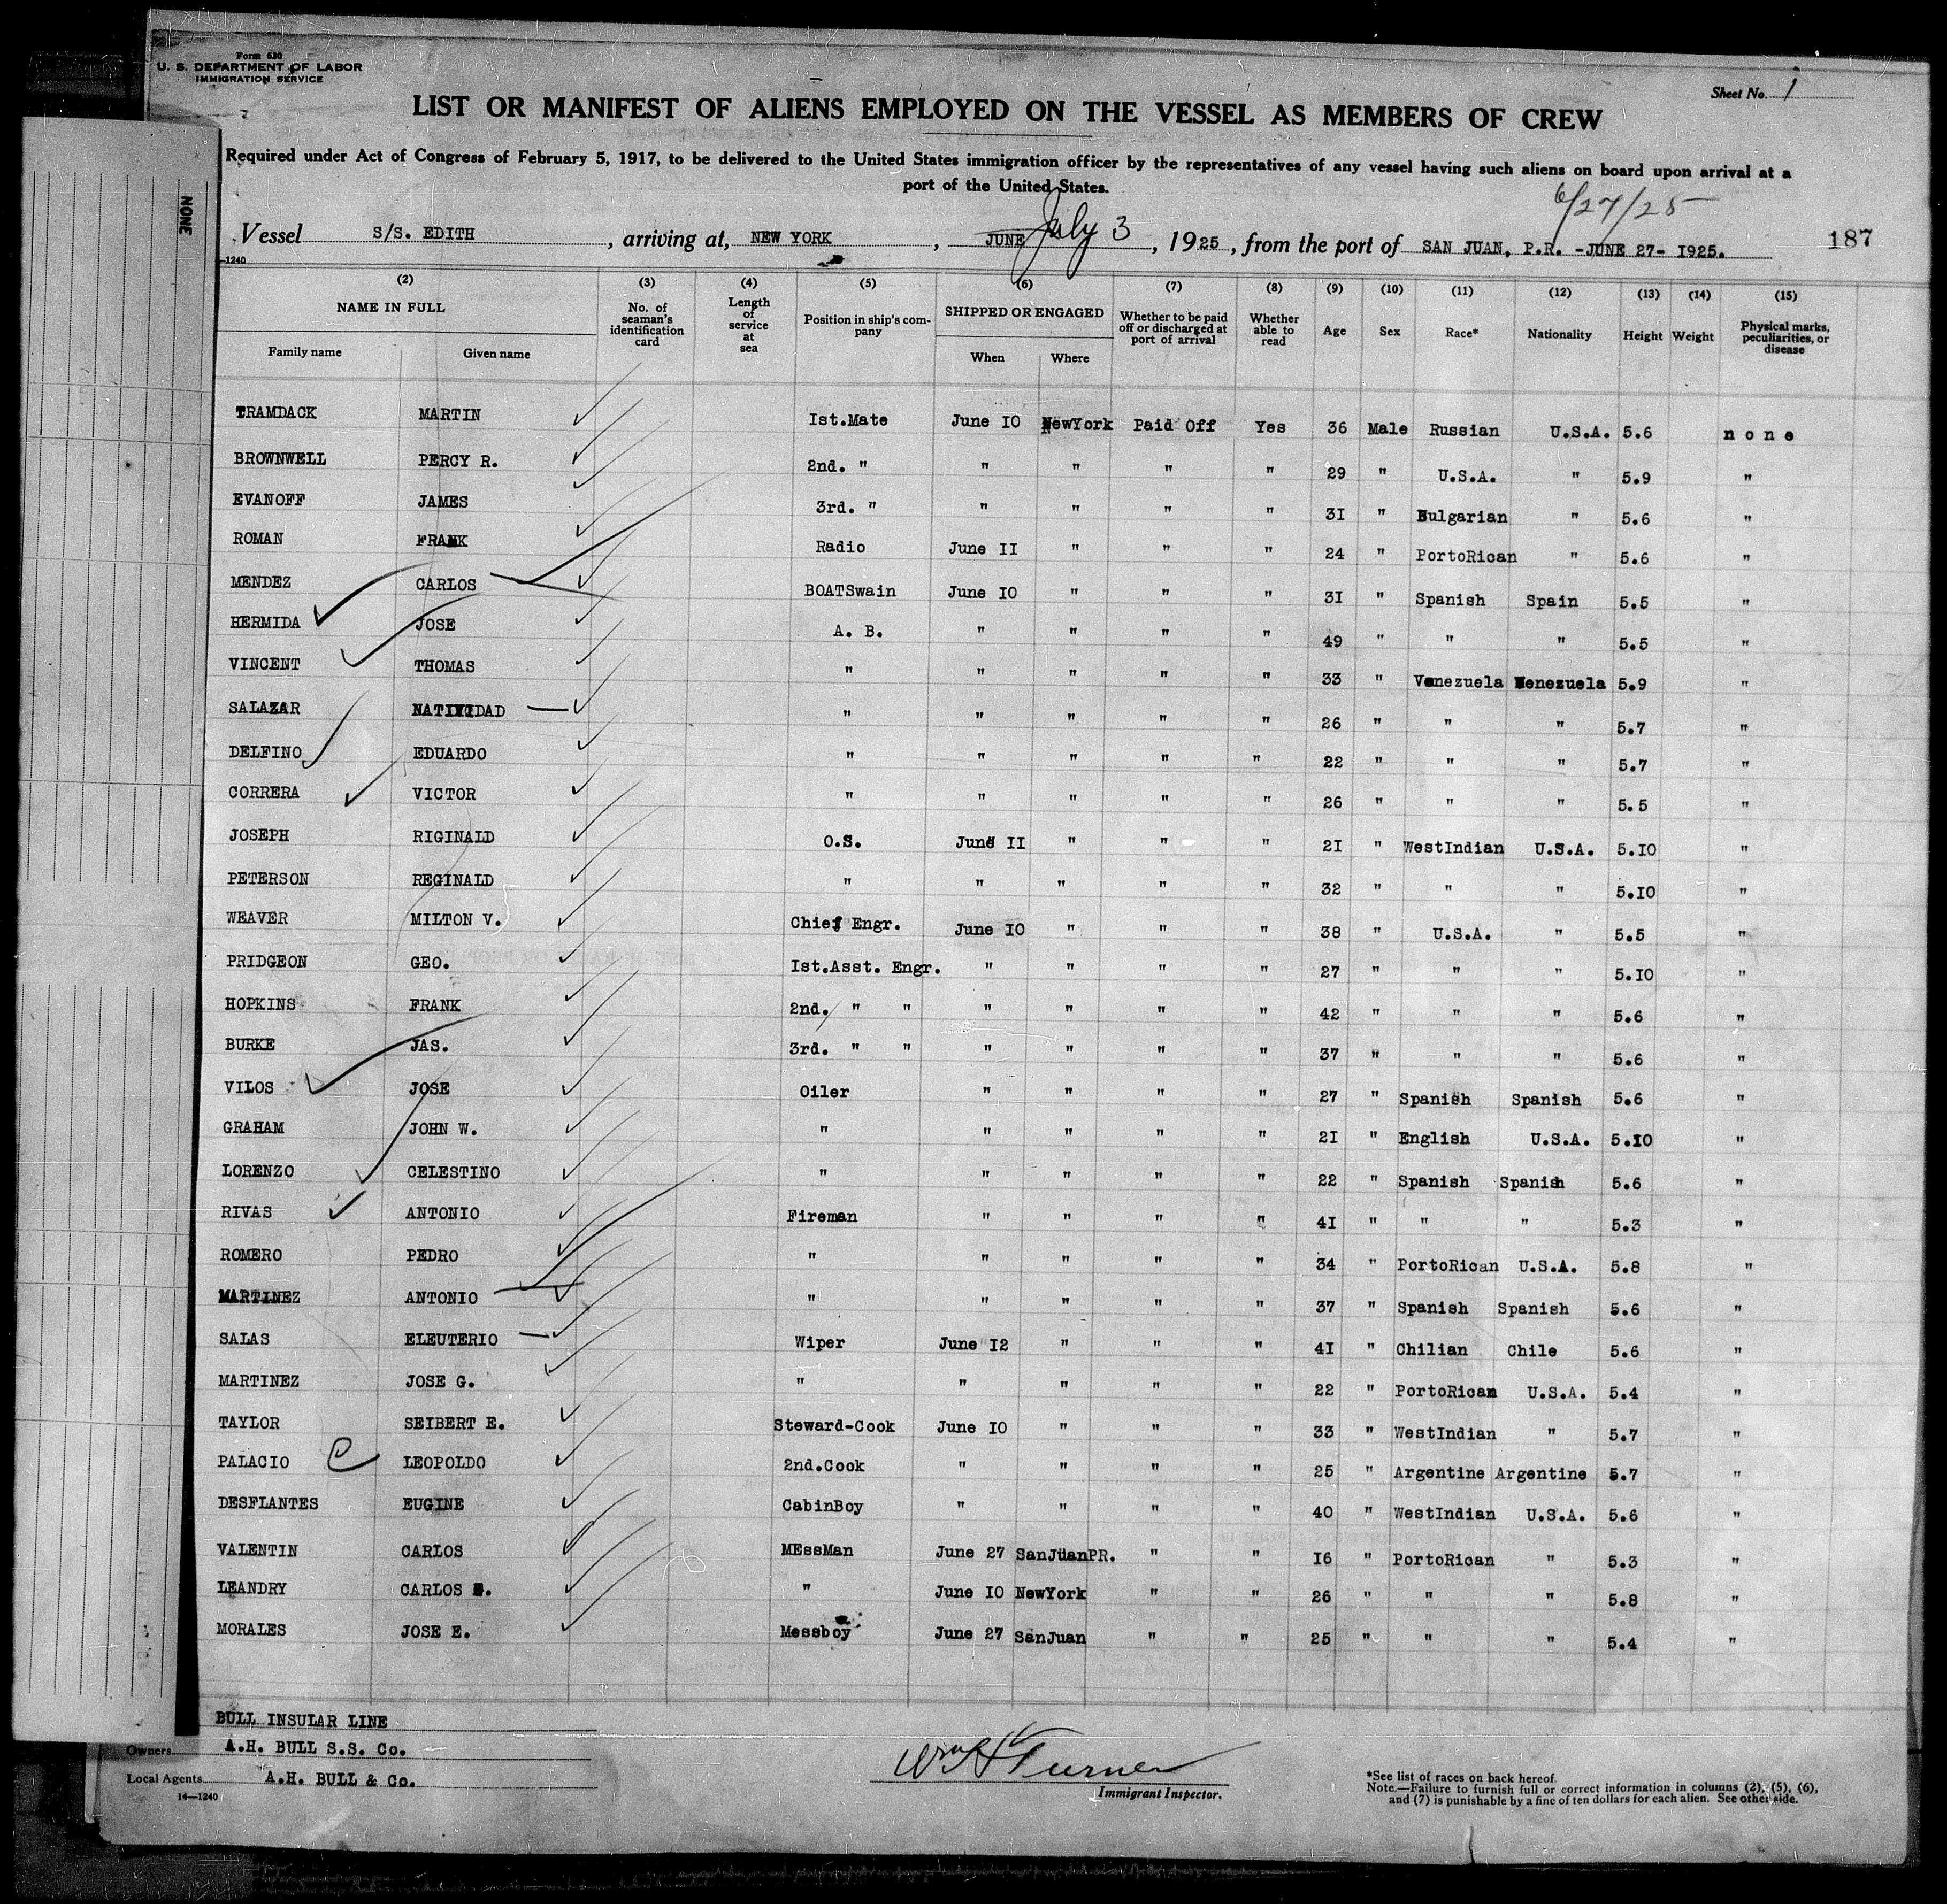 Form 630
U. S. DEPARTMENT OF LABOR
IMMIGRATION SERVICE
Sheet No. 1
LIST OR MANIFEST OF ALIENS EMPLOYED ON THE VESSEL AS MEMBERS OF CREW
Required under Act of Congress of February 5, 1917, to be delivered to the United States immigration officer by the representatives of any vessel having such aliens on board upon arrival at a
port of the United States.
6/27/25
NONE
Vessel S/S. EDITH, arriving at, NEW YORK, JUNE July 3, 1925, from the port of SAN JUAN, P.R. -JUNE 27- 1925. 187
-1240
(2) (3) (4) (5) (6) (7) (8) (9) (10) (11) (12) (13) (14) (15)
NAME IN FULL No. of seaman's identification card Length of service at sea Position in ship's company SHIPPED OR ENGAGED Whether to be paid off or discharged at port of arrival Whether able to read Age Sex Race* Nationality Height Weight Physical marks, peculiarities, or disease
Family name Given name When Where
TRAMDACK MARTIN Ist.Mate June IO NewYork Paid Off Yes 36 Male Russian U.S.A. 5.6 none
BROWNWELL PERCY R. 2nd. " " " " " 29 " U.S.A. " 5.9 "
EVANOFF JAMES 3rd. " " " " " 3I " Bulgarian " 5.6 "
ROMAN FRANK Radio June II " " " 24 " PortoRican " 5.6 "
MENDEZ CARLOS BOATSwain June IO " " " 3I " Spanish Spain 5.5 "
HERMIDA JOSE A. B. " " " " 49 " " " 5.5 "
VINCENT THOMAS " " " " " 33 " Venezuela Venezuela 5.9 "
SALAZAR NATIVIDAD " " " " " 26 " " " 5.7 "
DELFINO EDUARDO " " " " " 22 " " " 5.7 "
CORRERA VICTOR " " " " " 26 " " " 5.5 "
JOSEPH RIGINALD O.S. June II " " " 2I " WestIndian U.S.A. 5.IO "
PETERSON REGINALD " " " " " 32 " " " 5.IO "
WEAVER MILTON V. Chief Engr. June IO " " " 38 " U.S.A. " 5.5 "
PRIDGEON GEO. Ist.Asst. Engr. " " " " 27 " " " 5.IO "
HOPKINS FRANK 2nd. " " " " " " 42 " " " 5.6 "
BURKE JAS. 3rd. " " " " " " 37 " " " 5.6 "
VILOS JOSE Oiler " " " " 27 " Spanish Spanish 5.6 "
GRAHAM JOHN W. " " " " " 2I " English U.S.A. 5.IO "
LORENZO CELESTINO " " " " " 22 " Spanish Spanish 5.6 "
RIVAS ANTONIO Fireman " " " " 4I " " " 5.3 "
ROMERO PEDRO " " " " " 34 " PortoRican U.S.A. 5.8 "
MARTINEZ ANTONIO " " " " " 37 " Spanish Spanish 5.6 "
SALAS ELEUTERIO Wiper June I2 " " " 4I " Chilian Chile 5.6 "
MARTINEZ JOSE G. " " " " " 22 " PortoRican U.S.A. 5.4 "
TAYLOR SEIBERT E. Steward-Cook June IO " " " 33 " WestIndian " 5.7 "
PALACIO LEOPOLDO 2nd.Cook " " " " 25 " Argentine Argentine 5.7 "
DESFLANTES EUGINE CabinBoy " " " " 40 " WestIndian U.S.A. 5.6 "
VALENTIN CARLOS MEssMan June 27 SanJuanPR. " " I6 " PortoRican " 5.3 "
LEANDRY CARLOS " June IO NewYork " " 26 " " " 5.8 "
MORALES JOSE E. Messboy June 27 SanJuan " " 25 " " " 5.4 "
BULL INSULAR LINE
Owners A.H. BULL S.S. Co.
Local Agents A.H. BULL & Co.
14—1240
Wm H Turner
Immigrant Inspector.
*See list of races on back hereof.
Note.—Failure to furnish full or correct information in columns (2), (5), (6),
and (7) is punishable by a fine of ten dollars for each alien. See other side.